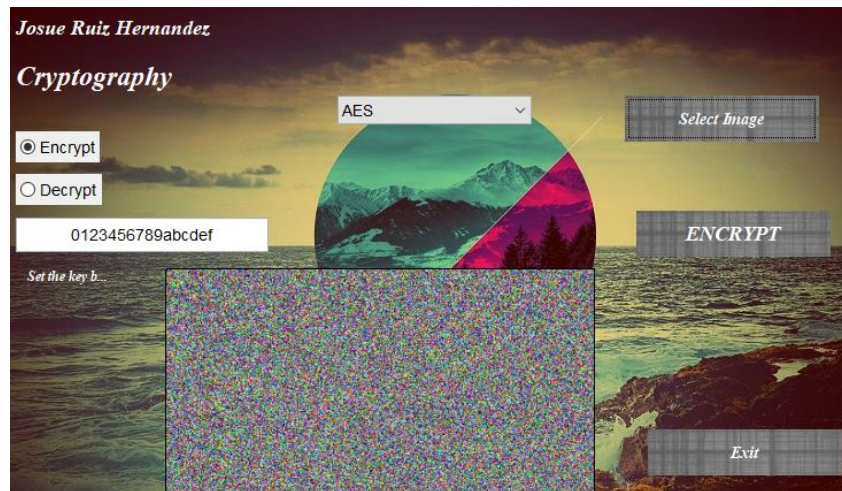 Josue Ruiz Hernandez
Cryptography
AES
Select Image
Encrypt
Decrypt
0123456789abcdef
ENCRYPT
Set the key b...
Exit